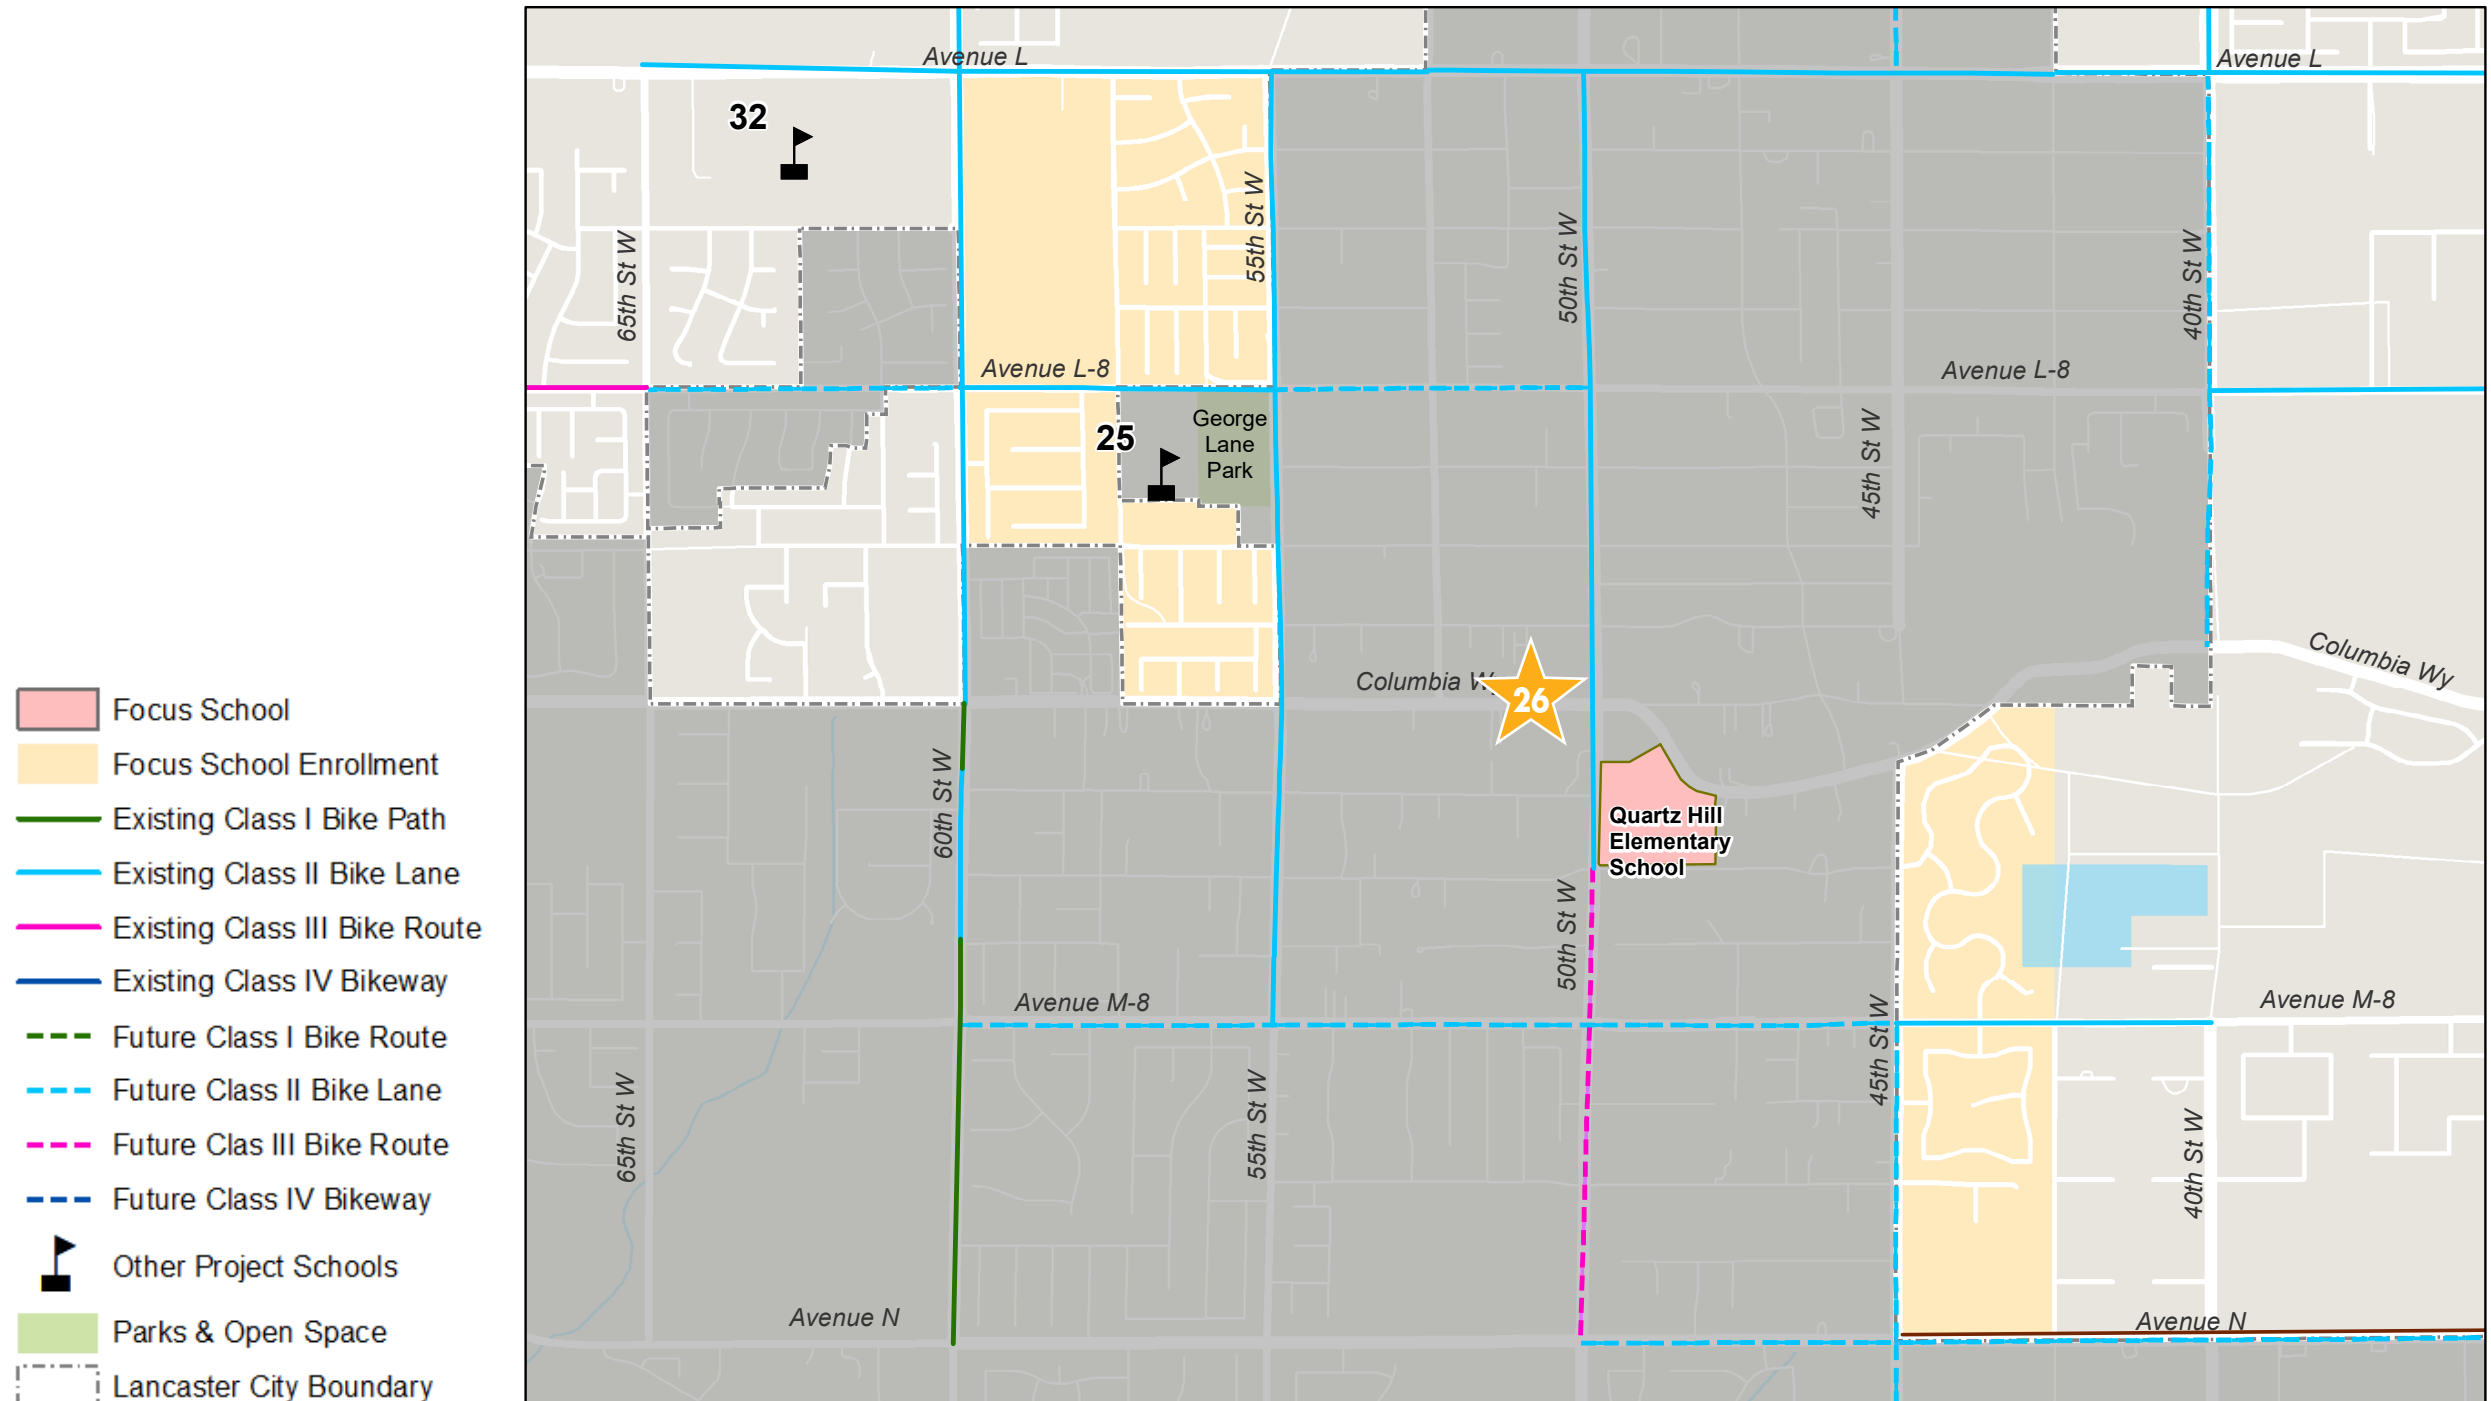 Focus School
Focus School Enrollment
Existing Class I Bike Path
Existing Class II Bike Lane
Existing Class III Bike Route
Existing Class IV Bikeway
Future Class I Bike Route
Future Class II Bike Lane
Future Clas III Bike Route
Future Class IV Bikeway
Other Project Schools
Parks & Open Space
Lancaster City Boundary
Avenue L
Avenue L
32
65th St W
55th St W
50th St W
40th St W
Avenue L-8
Avenue L-8
25
George
Lane
Park
45th St W
Columbia Wy
Columbia W
26
60th St W
Quartz Hill
Elementary
School
50th St W
Avenue M-8
Avenue M-8
45th St W
65th St W
55th St W
40th St W
Avenue N
Avenue N